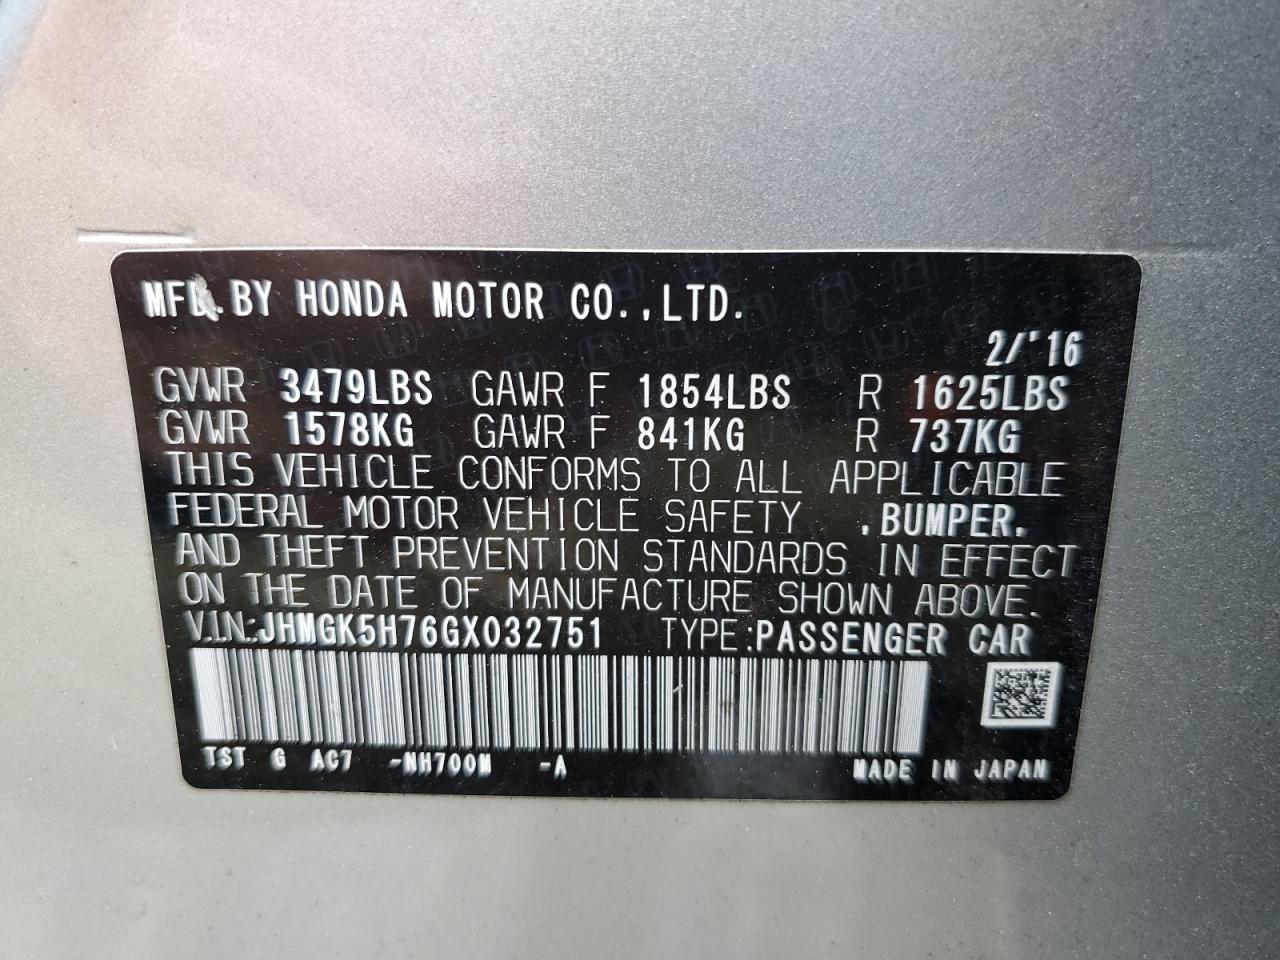 MFD.BY HONDA MOTOR CO.,LTD.
2/'16
GVWR 3479LBS GAWR F 1854LBS R 1625LBS
GVWR 1578KG GAWR F 841KG R 737KG
THIS VEHICLE CONFORMS TO ALL APPLICABLE
FEDERAL MOTOR VEHICLE SAFETY ,BUMPER,
AND THEFT PREVENTION STANDARDS IN EFFECT
ON THE DATE OF MANUFACTURE SHOWN ABOVE.
V.I.N.:JHMGK5H76GX032751 TYPE:PASSENGER CAR
TST G AC7 -NH700M -A MADE IN JAPAN